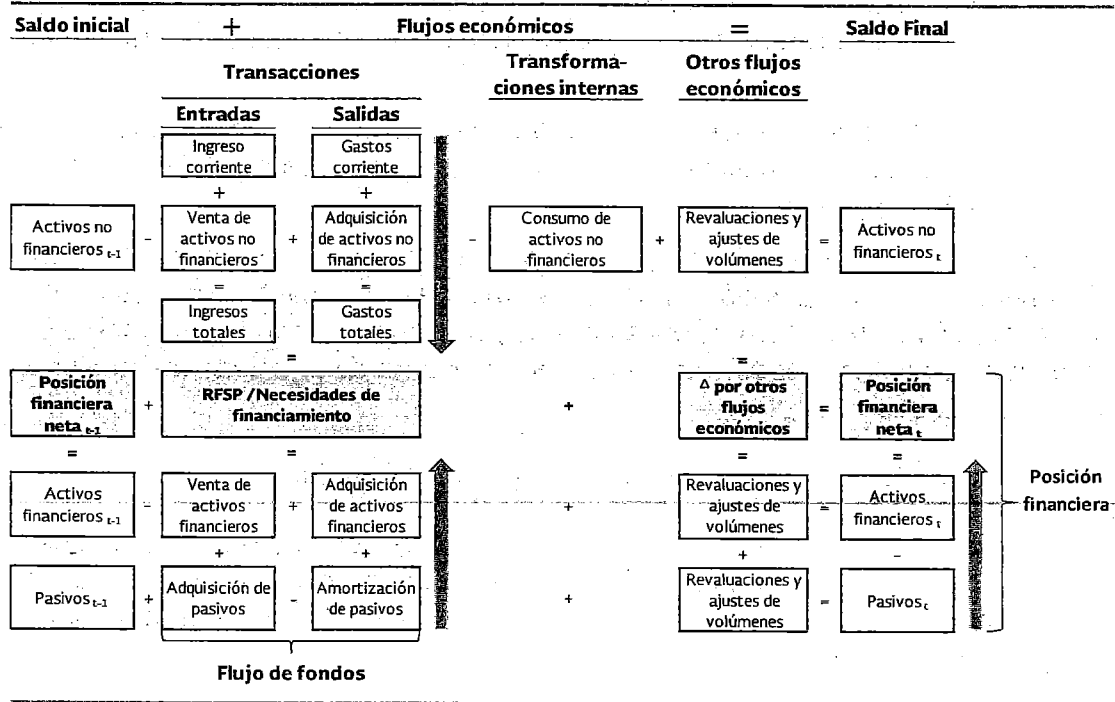 Saldo inicial + Flujos económicos = Saldo Final
Transacciones
Transforma-
ciones internas
Otros flujos
económicos
Entradas Salidas
Ingreso
corriente
Gastos
corriente
+ +
Activos no
financieros t-1
-
Venta de
activos no
financieros
+
Adquisición
de activos no
financieros
-
Consumo de
activos no
financieros
+
Revaluaciones y
ajustes de
volúmenes
=
Activos no
financieros t
= =
Ingresos
totales
Gastos
totales
= =
Posición
financiera
neta t-1
+
RFSP /Necesidades de
financiamiento
+
Δ por otros
flujos
económicos
=
Posición
financiera
neta t
= = = =
Activos
financieros t-1
-
Venta de
activos
financieros
+
Adquisición
de activos
financieros
+
Revaluaciones y
ajustes de
volúmenes
=
Activos
financieros t
Posición
financiera
- + + + -
Pasivos t-1
+
Adquisición de
pasivos
-
Amortización
de pasivos
+
Revaluaciones y
ajustes de
volúmenes
=
Pasivos t
Flujo de fondos